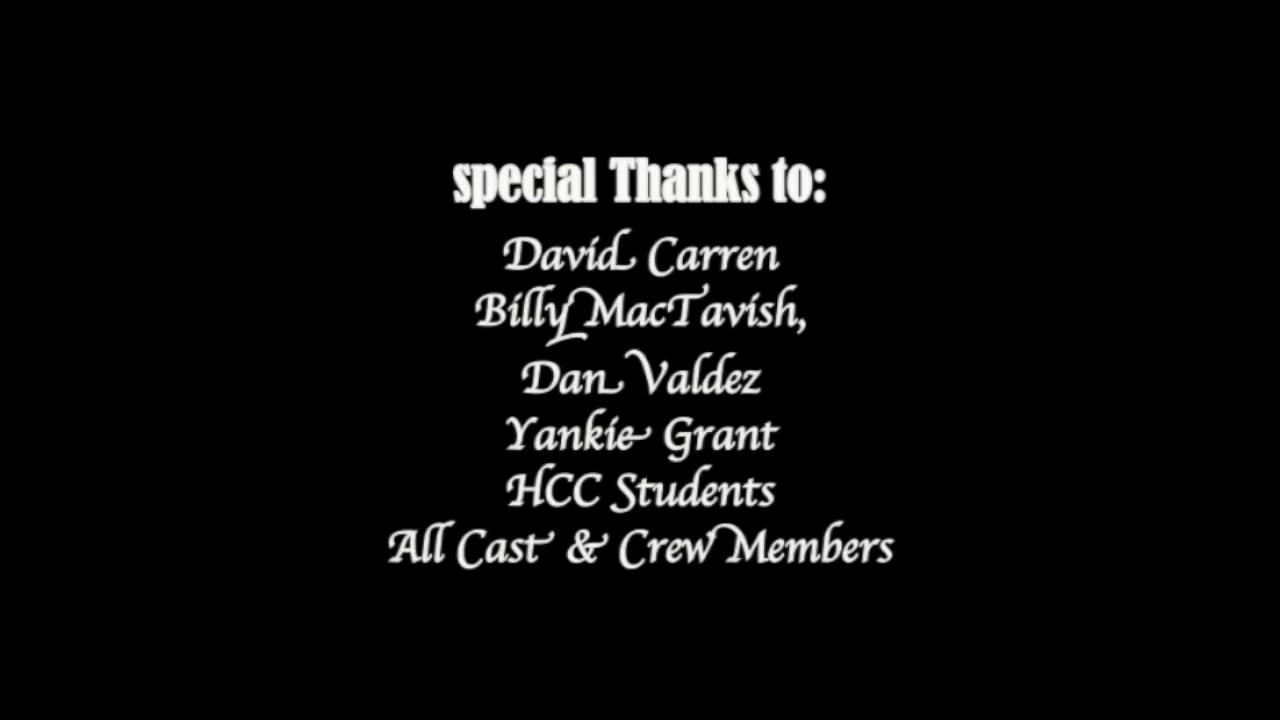 special Thanks to:
David Carren
Billy MacTavish,
Dan Valdez
Yankie Grant
HCC Students
All Cast & Crew Members